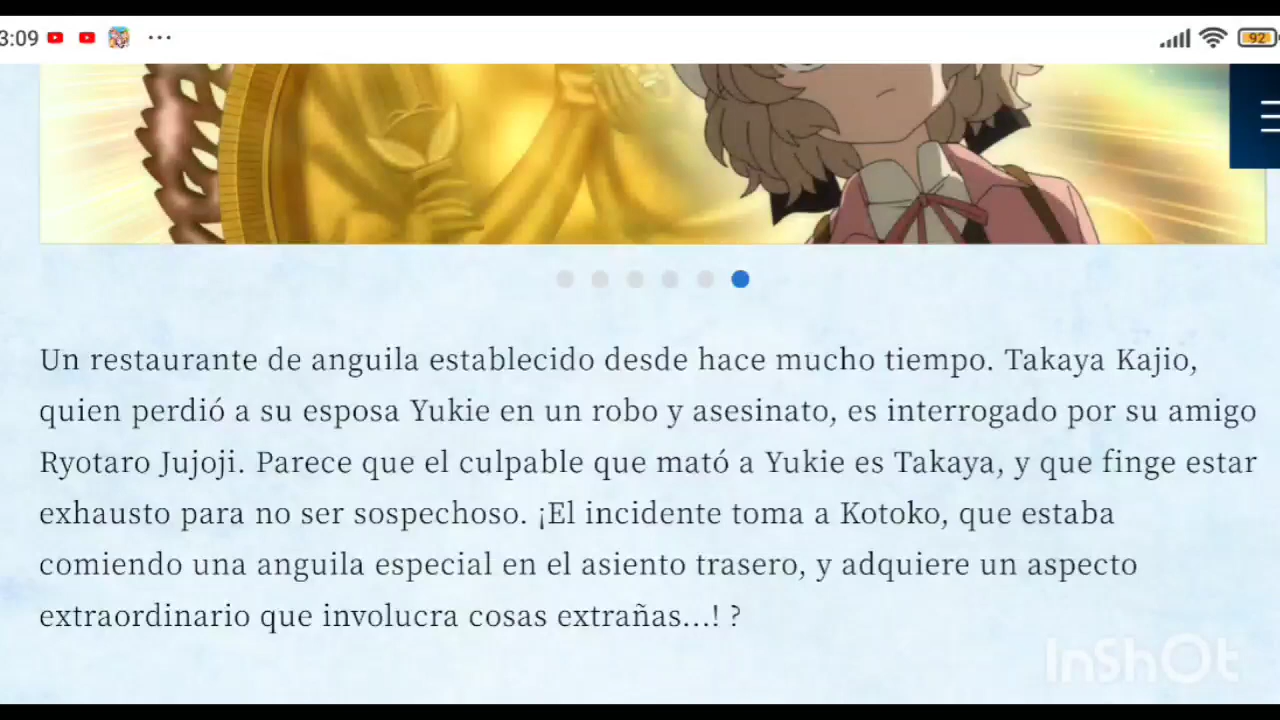 3:09
92
Un restaurante de anguila establecido desde hace mucho tiempo. Takaya Kajio,
quien perdió a su esposa Yukie en un robo y asesinato, es interrogado por su amigo
Ryotaro Jujoji. Parece que el culpable que mató a Yukie es Takaya, y que finge estar
exhausto para no ser sospechoso. ¡El incidente toma a Kotoko, que estaba
comiendo una anguila especial en el asiento trasero, y adquiere un aspecto
extraordinario que involucra cosas extrañas...! ?
InShOt